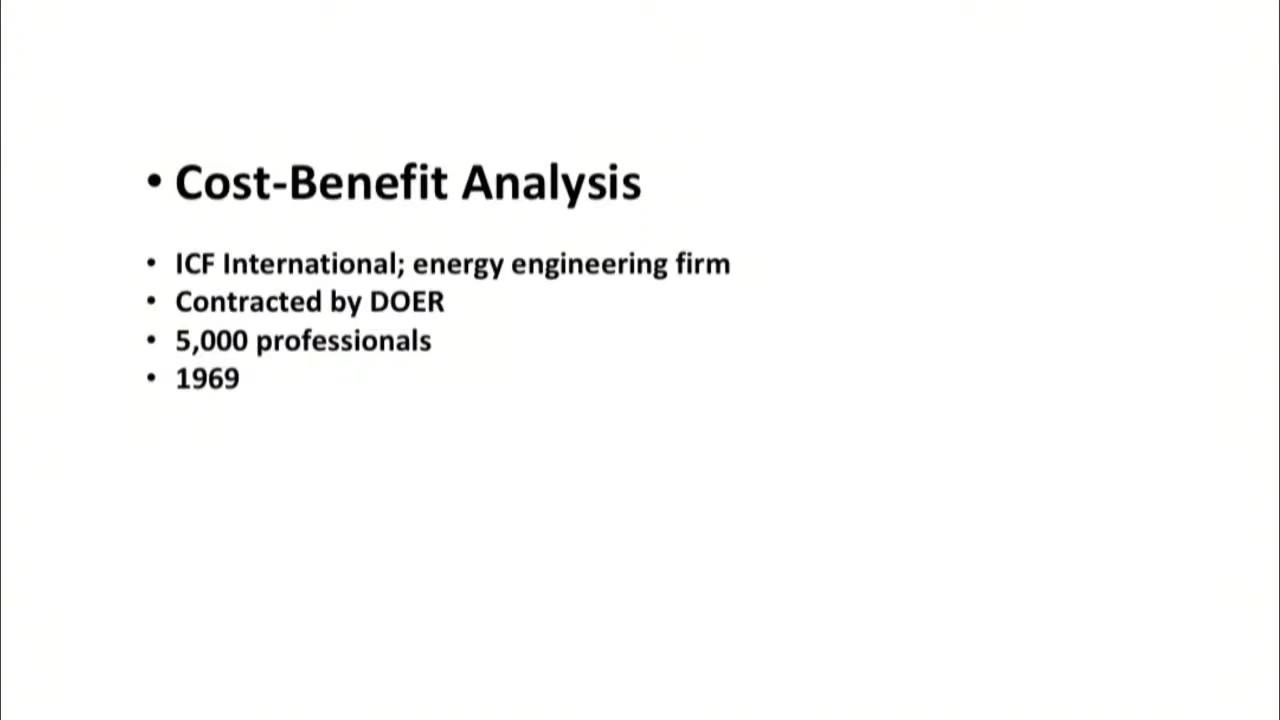 • Cost-Benefit Analysis
• ICF International; energy engineering firm
• Contracted by DOER
• 5,000 professionals
• 1969